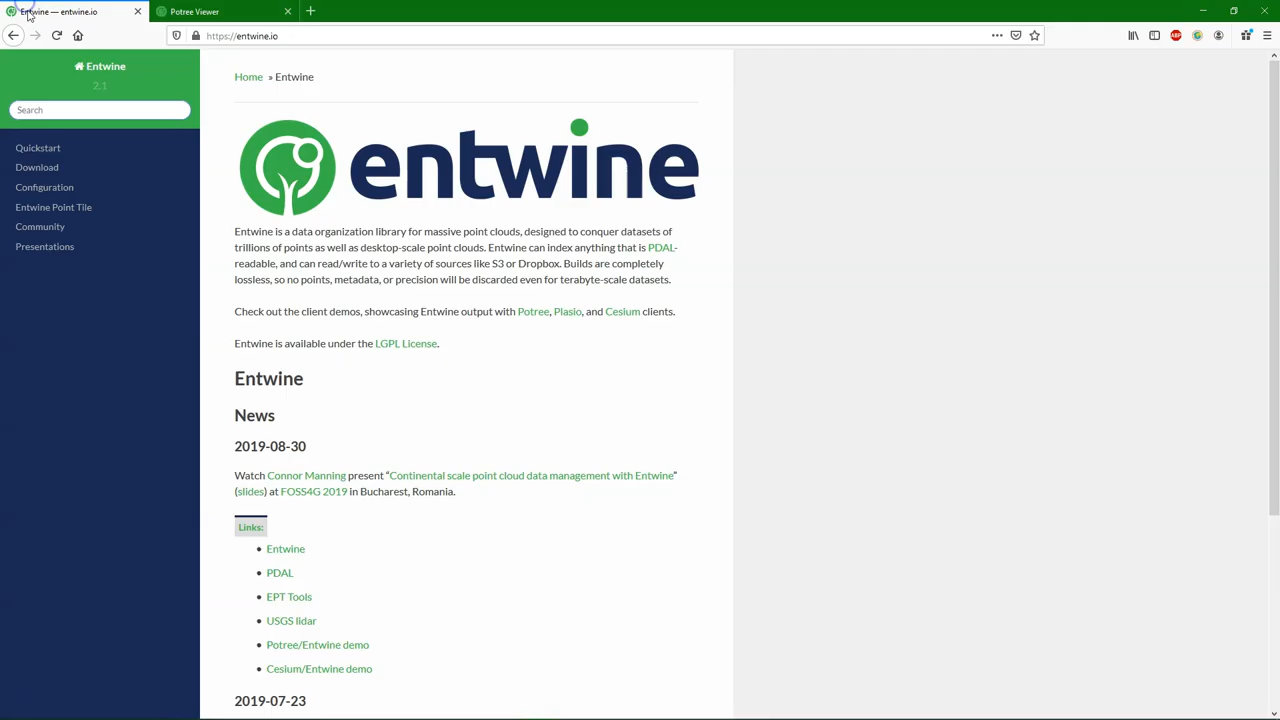 Entwine — entwine.io
Potree Viewer
https://entwine.io
ABP
Entwine
2.1
Search
Quickstart
Download
Configuration
Entwine Point Tile
Community
Presentations
Home » Entwine
entwine
Entwine is a data organization library for massive point clouds, designed to conquer datasets of
trillions of points as well as desktop-scale point clouds. Entwine can index anything that is PDAL-
readable, and can read/write to a variety of sources like S3 or Dropbox. Builds are completely
lossless, so no points, metadata, or precision will be discarded even for terabyte-scale datasets.
Check out the client demos, showcasing Entwine output with Potree, Plasio, and Cesium clients.
Entwine is available under the LGPL License.
Entwine
News
2019-08-30
Watch Connor Manning present “Continental scale point cloud data management with Entwine”
(slides) at FOSS4G 2019 in Bucharest, Romania.
Links:
• Entwine
• PDAL
• EPT Tools
• USGS lidar
• Potree/Entwine demo
• Cesium/Entwine demo
2019-07-23